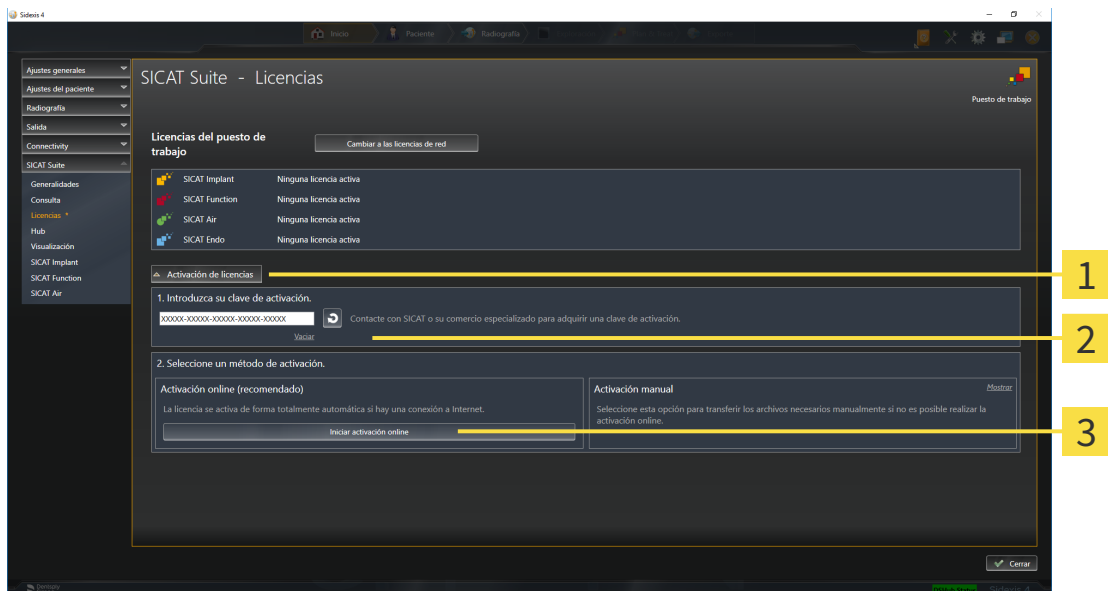 Sidexis 4
Inicio
Paciente
Radiografía
Ajustes generales
Ajustes del paciente
Radiografía
Salida
Connectivity
SICAT Suite
Generalidades
Consulta
Licencias *
Hub
Visualización
SICAT Implant
SICAT Function
SICAT Air
SICAT Suite - Licencias
Puesto de trabajo
Licencias del puesto de
trabajo
Cambiar a las licencias de red
SICAT Implant Ninguna licencia activa
SICAT Function Ninguna licencia activa
SICAT Air Ninguna licencia activa
SICAT Endo Ninguna licencia activa
Activación de licencias
1
1. Introduzca su clave de activación.
XXXXX-XXXXX-XXXXX-XXXXX-XXXXX
Contacte con SICAT o su comercio especializado para adquirir una clave de activación.
Vaciar
2
2. Seleccione un método de activación.
Activación online (recomendado)
La licencia se activa de forma totalmente automática si hay una conexión a Internet.
Iniciar activación online
Activación manual
Mostrar
Seleccione esta opción para transferir los archivos necesarios manualmente si no es posible realizar la
activación online.
3
Cerrar
Dentsply
Sidexis 4